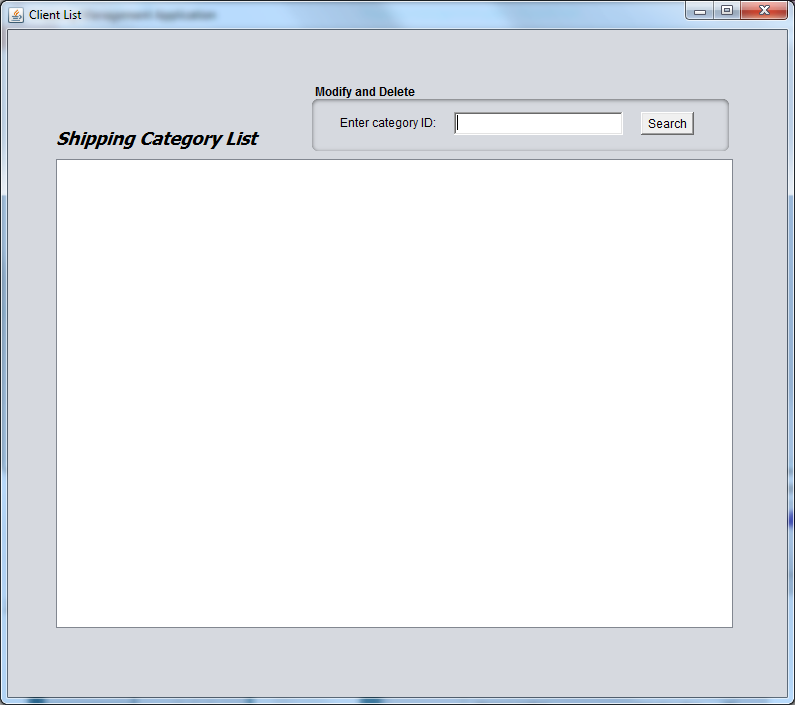 Client List
Modify and Delete
Enter category ID:
Search
Shipping Category List